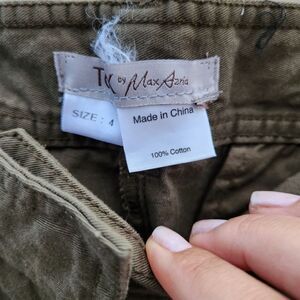 by Max Azria
SIZE : 4
Made in China
100% Cotton